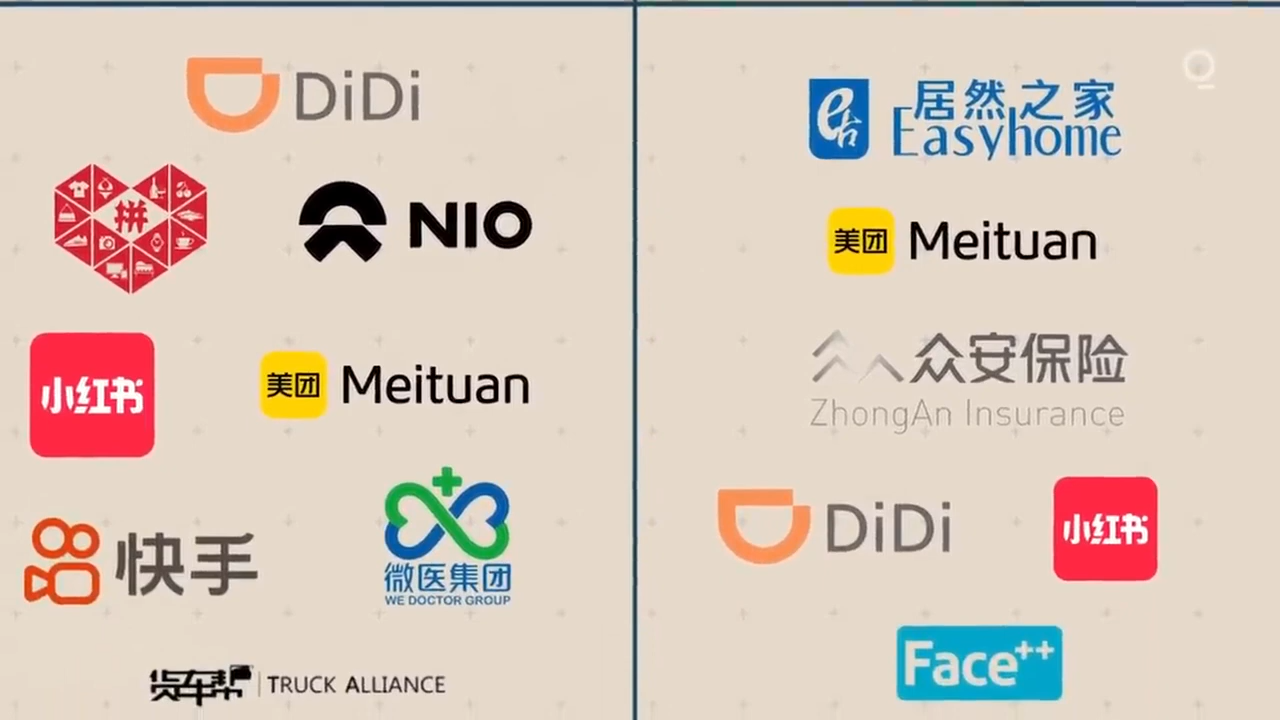 DiDi
拼
NIO
小红书
美团 Meituan
快手
微医集团
WE DOCTOR GROUP
货车帮 TRUCK ALLIANCE
居然之家
Easyhome
美团 Meituan
众安保险
ZhongAn Insurance
DiDi
小红书
Face++